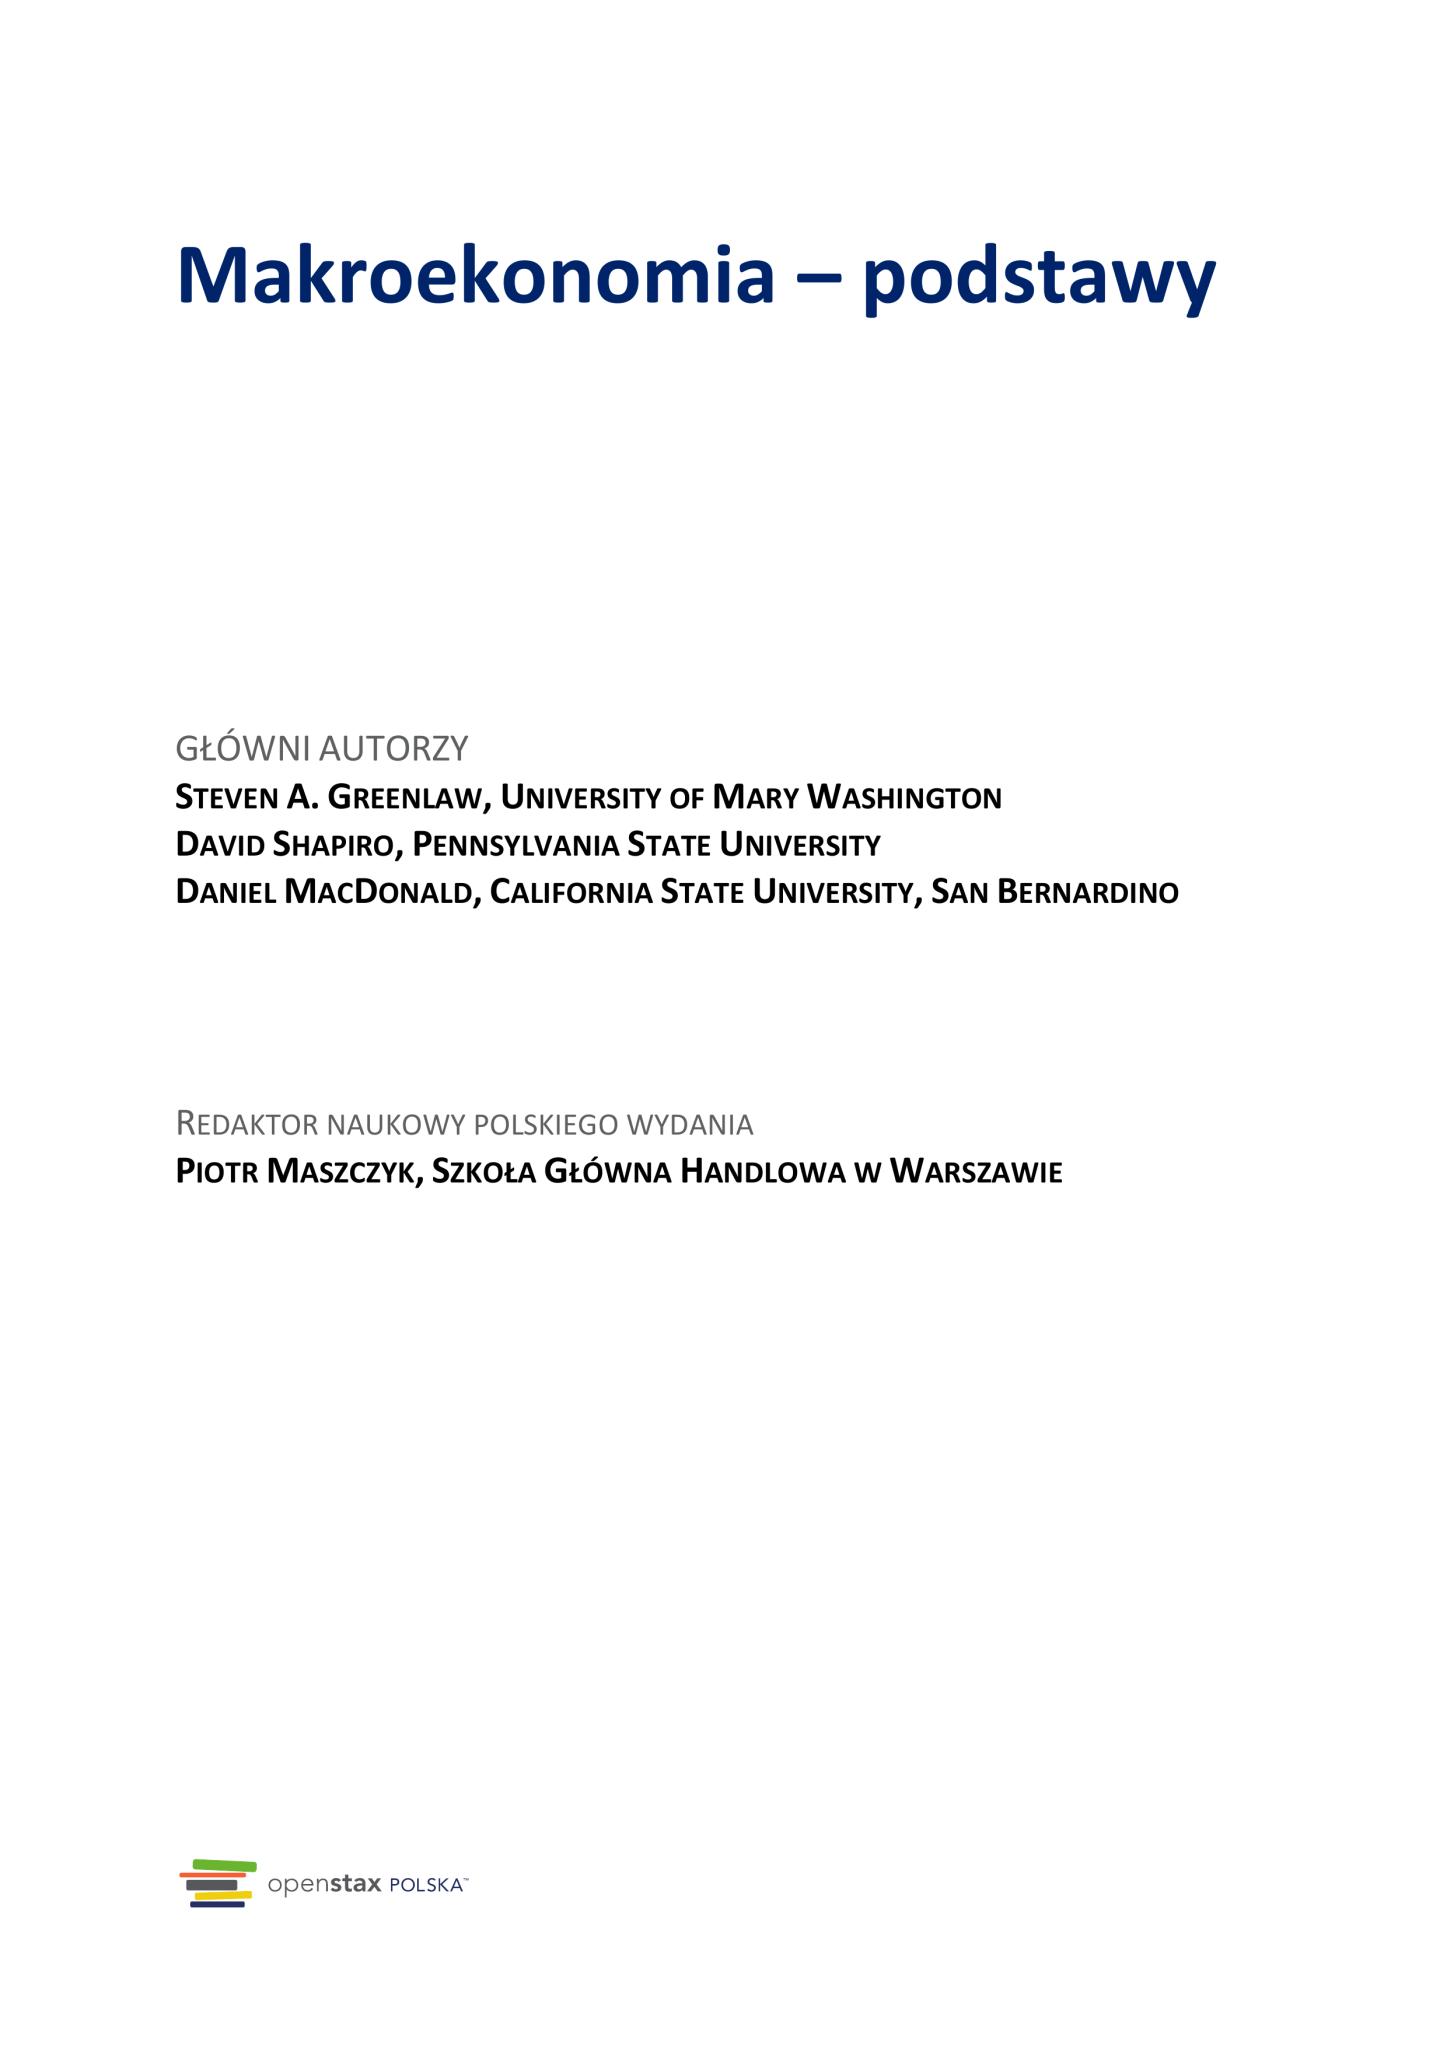 Makroekonomia – podstawy
GŁÓWNI AUTORZY
STEVEN A. GREENLAW, UNIVERSITY OF MARY WASHINGTON
DAVID SHAPIRO, PENNSYLVANIA STATE UNIVERSITY
DANIEL MACDONALD, CALIFORNIA STATE UNIVERSITY, SAN BERNARDINO
REDAKTOR NAUKOWY POLSKIEGO WYDANIA
PIOTR MASZCZYK, SZKOŁA GŁÓWNA HANDLOWA W WARSZAWIE
openstax POLSKA™